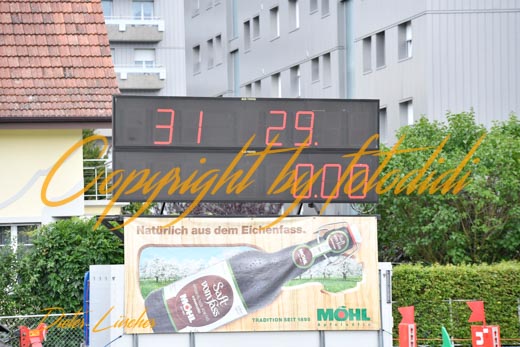 31 29.
0.00
Copyright by fotodidi
Natürlich aus dem Eichenfass.
Saft vom Fass
MÖHL
TRADITION SEIT 1895
MÖHL